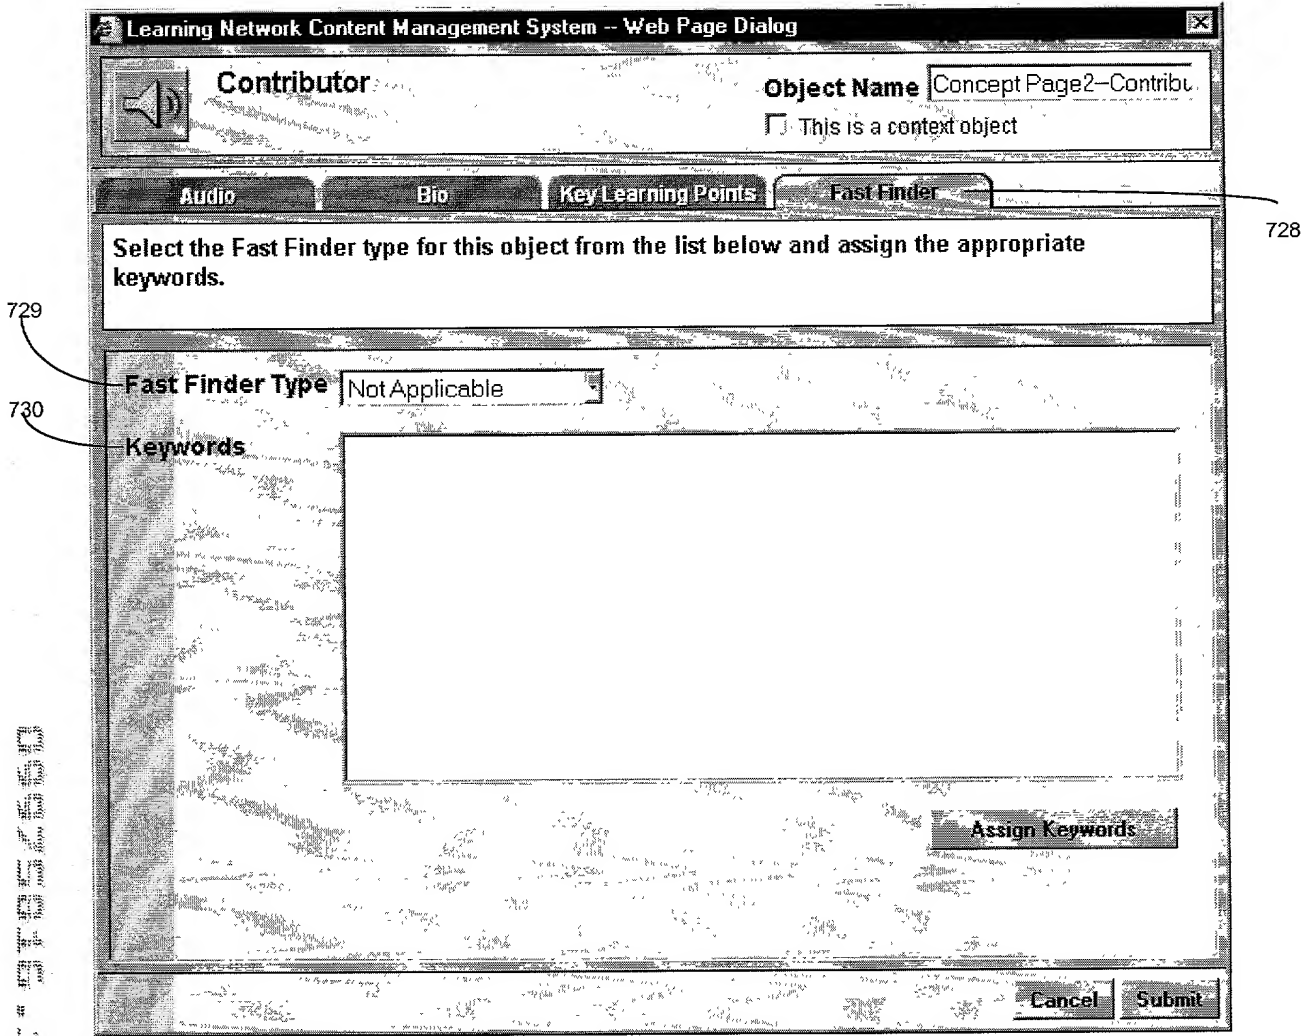 Learning Network Content Management System -- Web Page Dialog
Contributor
Object Name Concept Page2-Contribu
This is a context object
Audio Bio Key Learning Points Fast Finder
728
Select the Fast Finder type for this object from the list below and assign the appropriate
keywords.
729
Fast Finder Type Not Applicable
730
Keywords
Assign Keywords
Cancel Submit